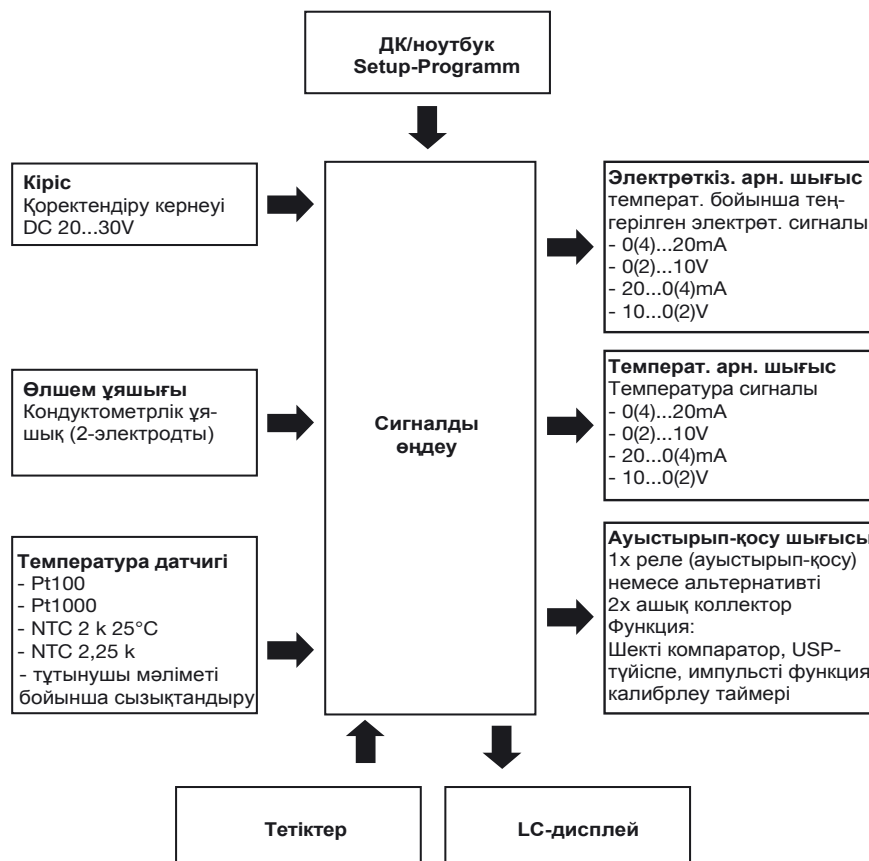 ДК/ноутбук
Setup-Programm
Кіріс
Қоректендіру кернеуі
DC 20...30V
Өлшем ұяшығы
Кондуктометрлік ұя-
шық (2-электродты)
Температура датчигі
- Pt100
- Pt1000
- NTC 2 k 25°C
- NTC 2,25 k
- тұтынушы мәліметі
бойынша сызықтандыру
Сигналды
өңдеу
Электрөткіз. арн. шығыс
температ. бойынша тең-
герілген электрөт. сигналы
- 0(4)...20mA
- 0(2)...10V
- 20...0(4)mA
- 10...0(2)V
Температ. арн. шығыс
Температура сигналы
- 0(4)...20mA
- 0(2)...10V
- 20...0(4)mA
- 10...0(2)V
Ауыстырып-қосу шығысы
1x реле (ауыстырып-қосу)
немесе альтернативті
2x ашық коллектор
Функция:
Шекті компаратор, USP-
түйіспе, импульсті функция
калибрлеу таймері
Тетіктер
LC-дисплей